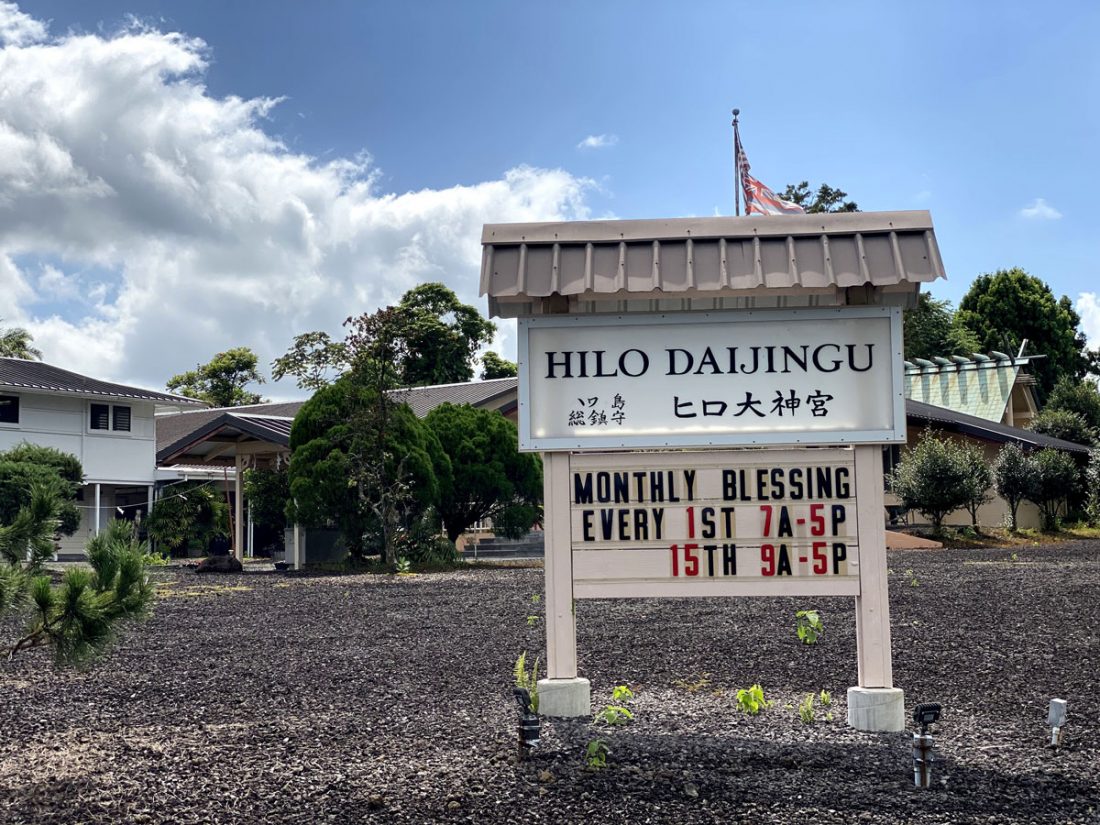 HILO DAIJINGU
ハワ島
総鎮守
ヒロ大神宮
MONTHLY BLESSING
EVERY 1ST 7A-5P
15TH 9A-5P